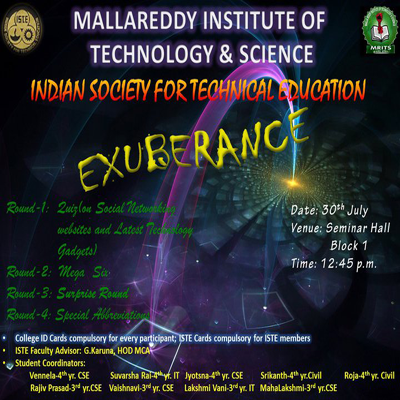 ISTE
MRITS
MALLAREDDY INSTITUTE OF
TECHNOLOGY & SCIENCE
INDIAN SOCIETY FOR TECHNICAL EDUCATION
EXUBERANCE
Round-1: Quiz(on Social Networking
websites and Latest Technology
Gadgets)
Round-2: Mega Six
Round-3: Surprise Round
Round-4: Special Abbreviations
Date: 30th July
Venue: Seminar Hall
Block 1
Time: 12:45 p.m.
• College ID Cards compulsory for every participant; ISTE Cards compulsory for ISTE members
• ISTE Faculty Advisor: G.Karuna, HOD MCA
• Student Coordinators:
Vennela-4th yr. CSE Suvarsha Rai-4th yr. IT Jyotsna-4th yr. CSE Srikanth-4th yr.Civil Roja-4th yr. Civil
Rajiv Prasad-3rd yr.CSE Vaishnavi-3rd yr. CSE Lakshmi Vani-3rd yr. IT MahaLakshmi-3rd yr.CSE